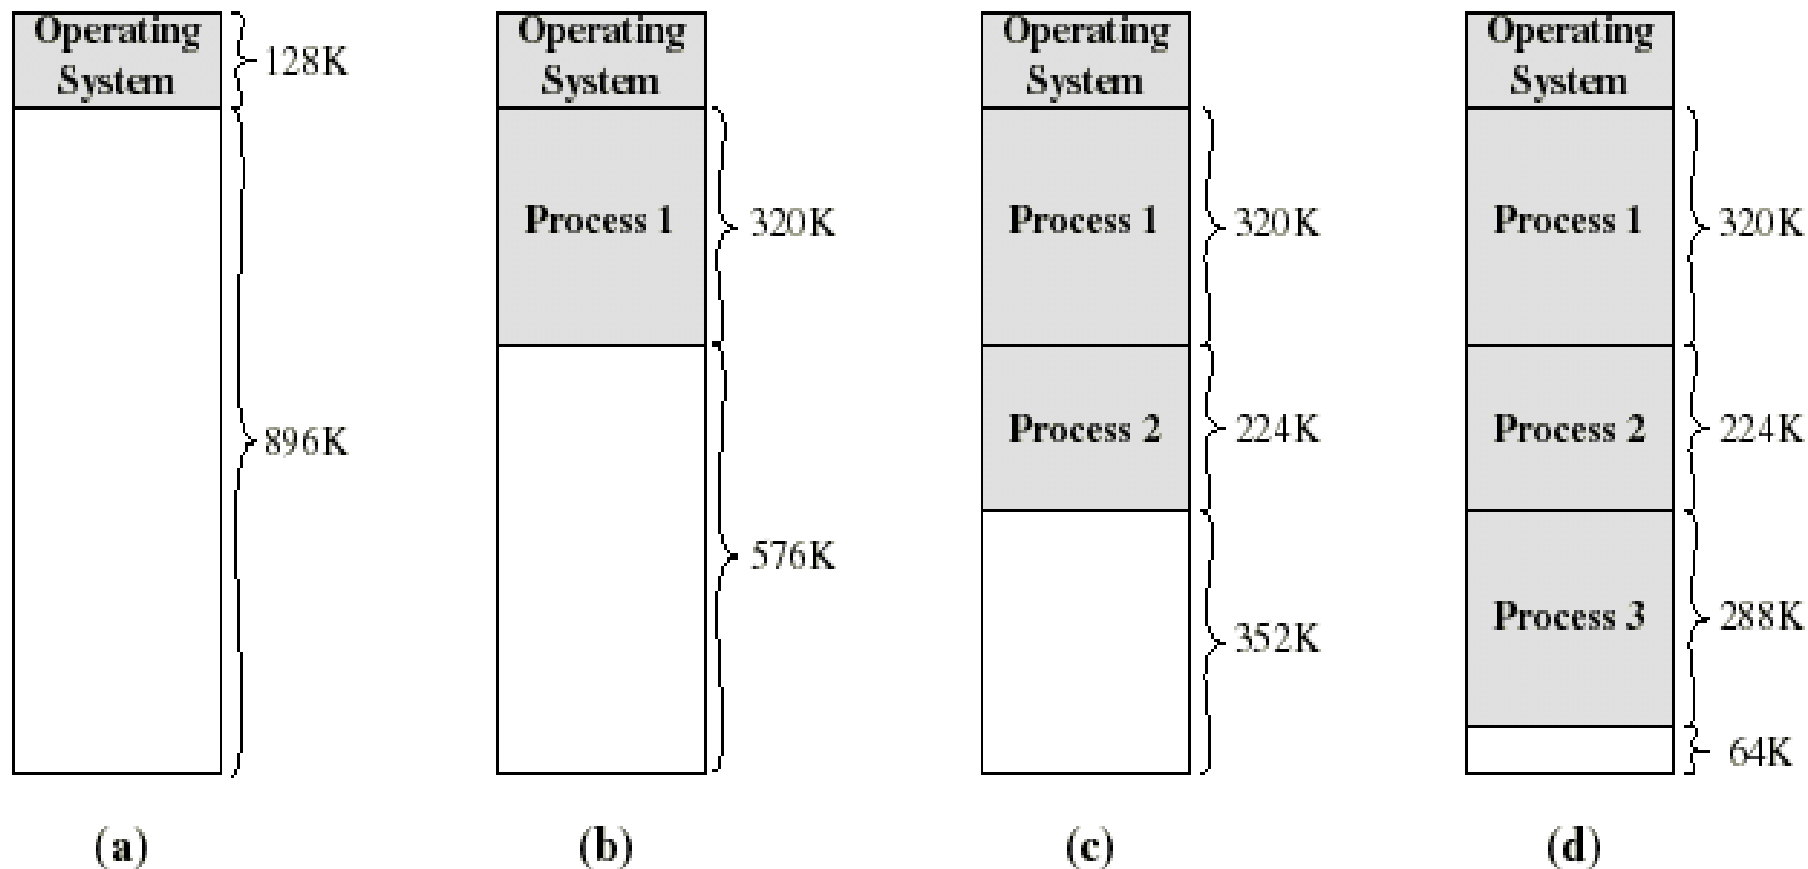 Operating
System
128K
896K
(a)
Operating
System
Process 1
320K
576K
(b)
Operating
System
Process 1
320K
Process 2
224K
352K
(c)
Operating
System
Process 1
320K
Process 2
224K
Process 3
288K
64K
(d)